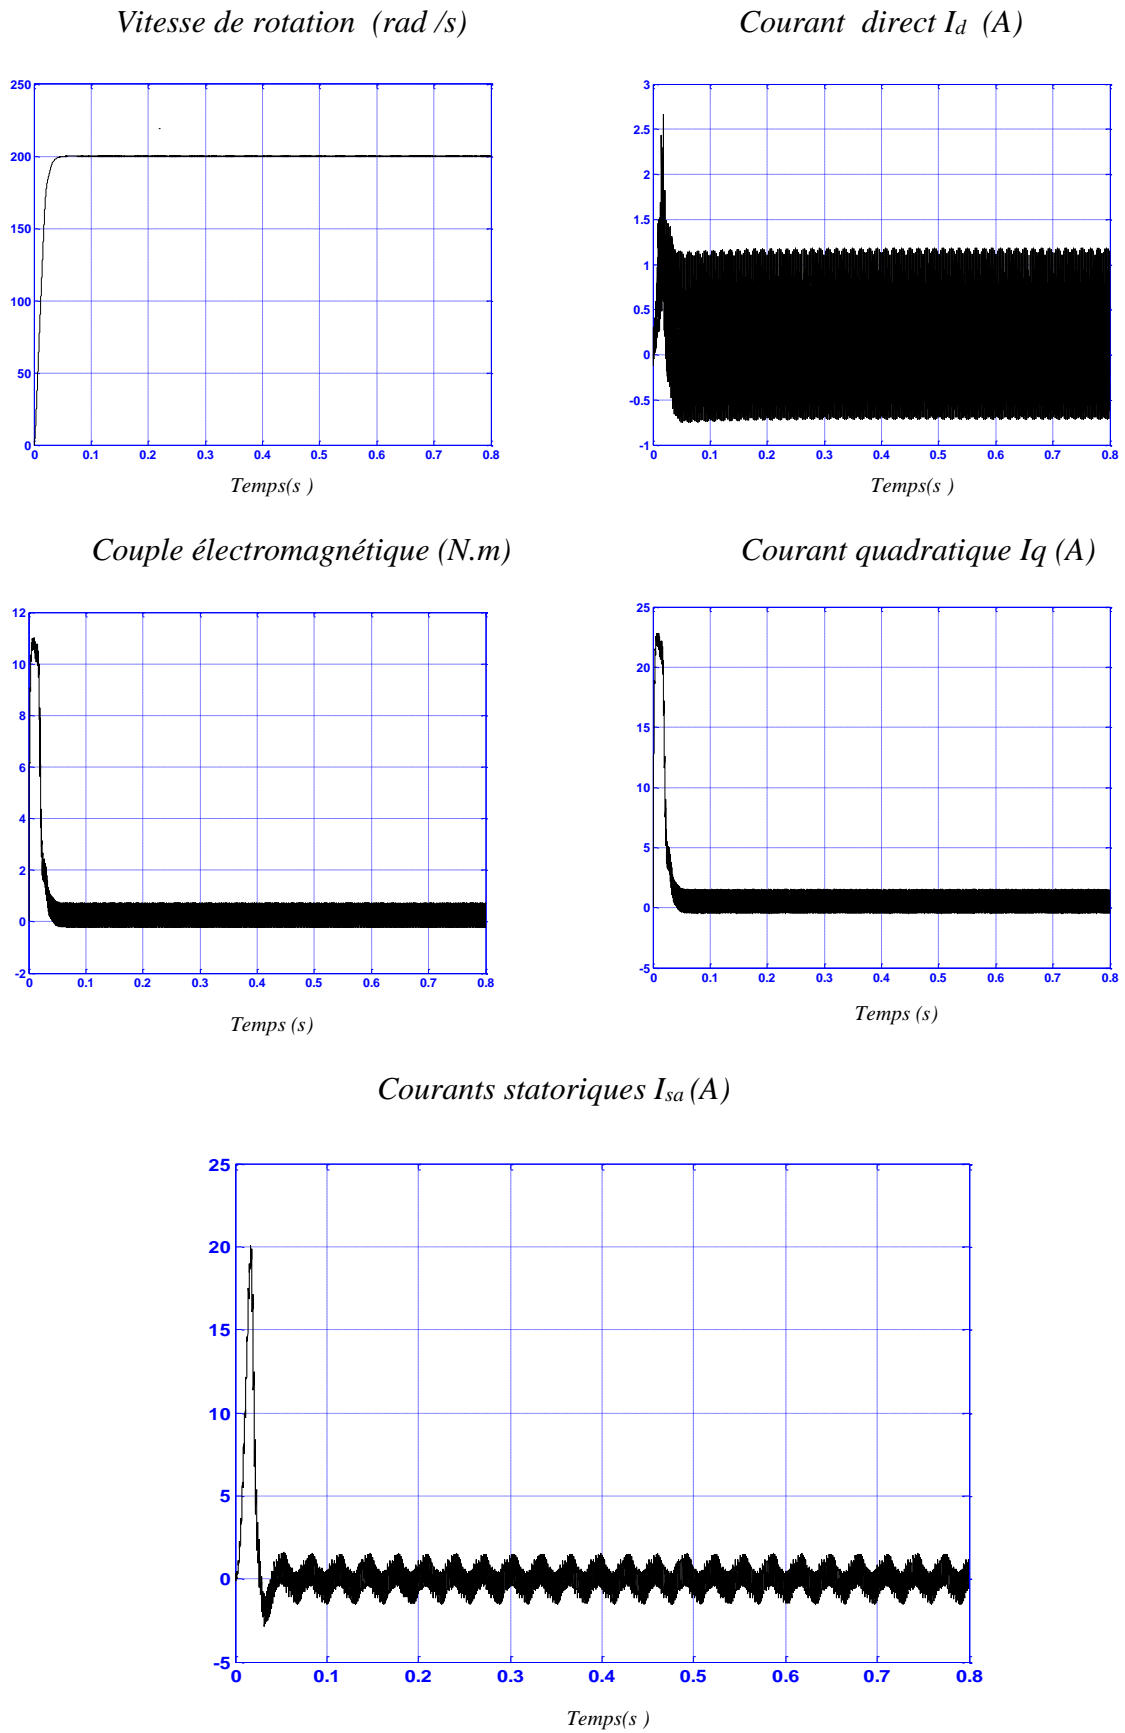 Vitesse de rotation (rad /s)
Courant direct Id (A)
250
200
150
100
50
0
0 0.1 0.2 0.3 0.4 0.5 0.6 0.7 0.8
Temps(s )
3
2.5
2
1.5
1
0.5
0
-0.5
-1
0 0.1 0.2 0.3 0.4 0.5 0.6 0.7 0.8
Temps(s )
Couple électromagnétique (N.m)
Courant quadratique Iq (A)
12
10
8
6
4
2
0
-2
0 0.1 0.2 0.3 0.4 0.5 0.6 0.7 0.8
Temps (s)
25
20
15
10
5
0
-5
0 0.1 0.2 0.3 0.4 0.5 0.6 0.7 0.8
Temps (s)
Courants statoriques Isa (A)
25
20
15
10
5
0
-5
0 0.1 0.2 0.3 0.4 0.5 0.6 0.7 0.8
Temps(s )